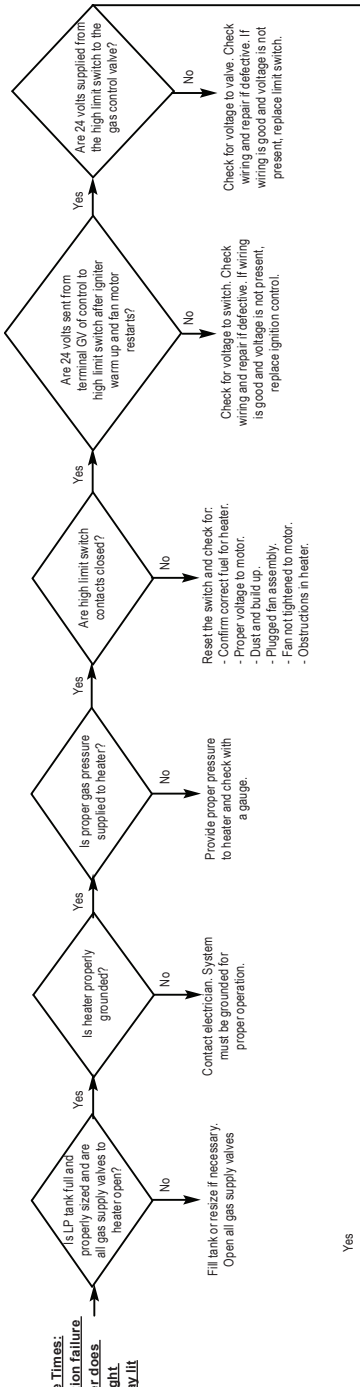 e Times:
ion failure
er does
ght
ay lit
Is LP tank full and
properly sized and are
all gas supply valves to
heater open?
Yes
No
Fill tank or resize if necessary.
Open all gas supply valves
Is heater properly
grounded?
Yes
No
Contact electrician. System
must be grounded for
proper operation.
Is proper gas pressure
supplied to heater?
Yes
No
Provide proper pressure
to heater and check with
a gauge.
Are high limit switch
contacts closed?
Yes
No
Reset the switch and check for:
- Confirm correct fuel for heater.
- Proper voltage to motor.
- Dust and build up.
- Plugged fan assembly.
- Fan not tightened to motor.
- Obstructions in heater.
Are 24 volts sent from
terminal GV of control to
high limit switch after igniter
warm up and fan motor
restarts?
Yes
No
Check for voltage to switch. Check
wiring and repair if defective. If wiring
is good and voltage is not present,
replace ignition control.
Are 24 volts supplied from
the high limit switch to the
gas control valve?
No
Check for voltage to valve. Check
wiring and repair if defective. If
wiring is good and voltage is not
present, replace limit switch.
Yes